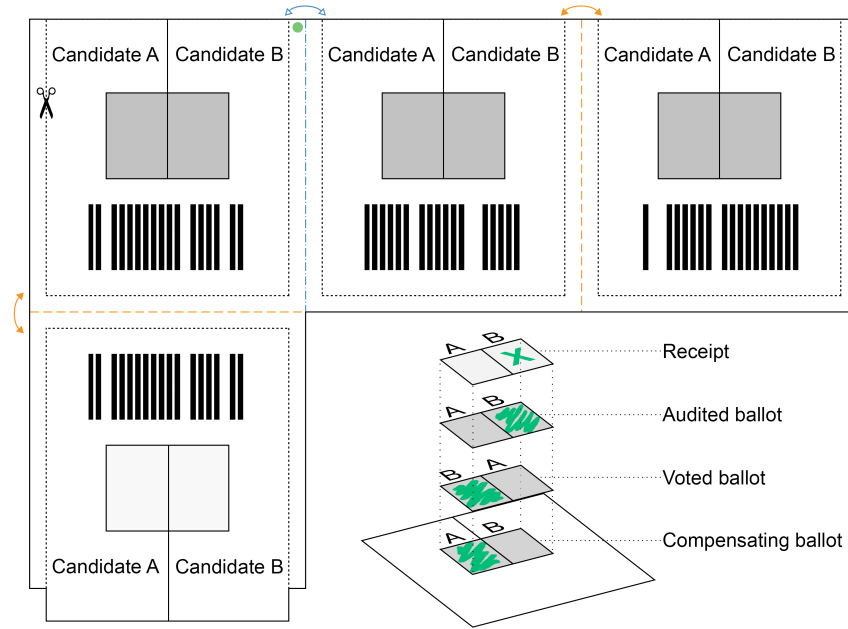 Candidate A Candidate B
Candidate A Candidate B
Candidate A Candidate B
Candidate A Candidate B
A B
Receipt
A B
Audited ballot
B A
Voted ballot
A B
Compensating ballot